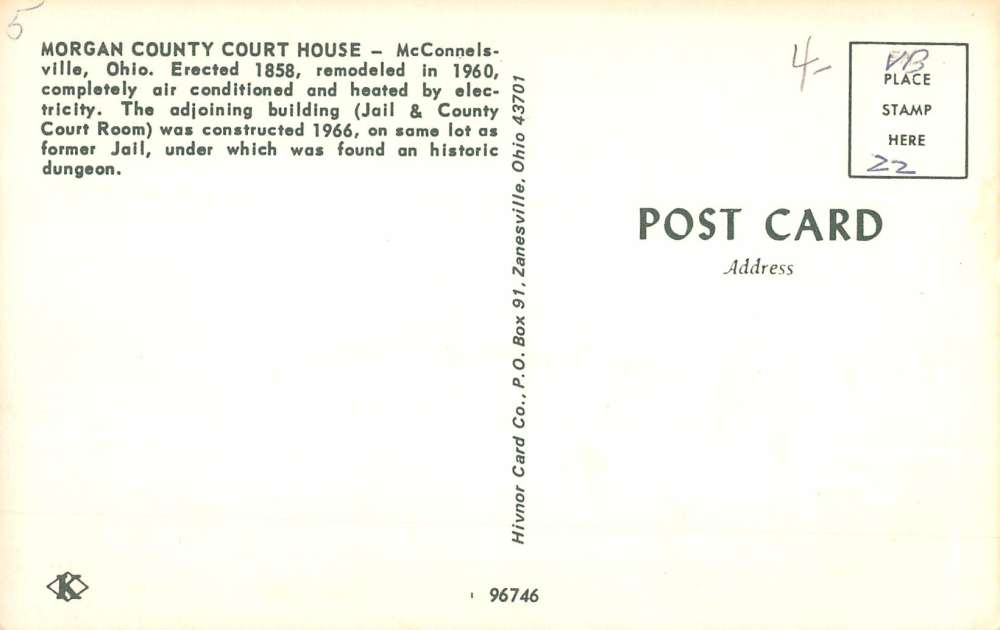 5
MORGAN COUNTY COURT HOUSE – McConnels-
ville, Ohio. Erected 1858, remodeled in 1960,
completely air conditioned and heated by elec-
tricity. The adjoining building (Jail & County
Court Room) was constructed 1966, on same lot as
former Jail, under which was found an historic
dungeon.
Hivnor Card Co., P.O. Box 91, Zanesville, Ohio 43701
4-
PLACE
STAMP
HERE
22
POST CARD
Address
K
96746